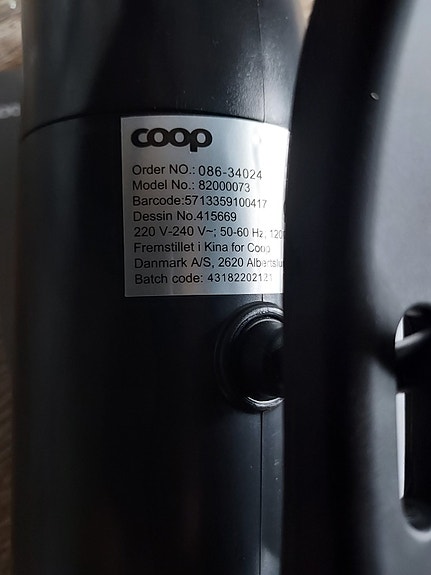 coop
Order NO.: 086-34024
Model No.: 82000073
Barcode:5713359100417
Dessin No.415669
220 V-240 V~; 50-60 Hz,
Fremstillet i Kina for Coop
Danmark A/S, 2620
Batch code: 43182202121